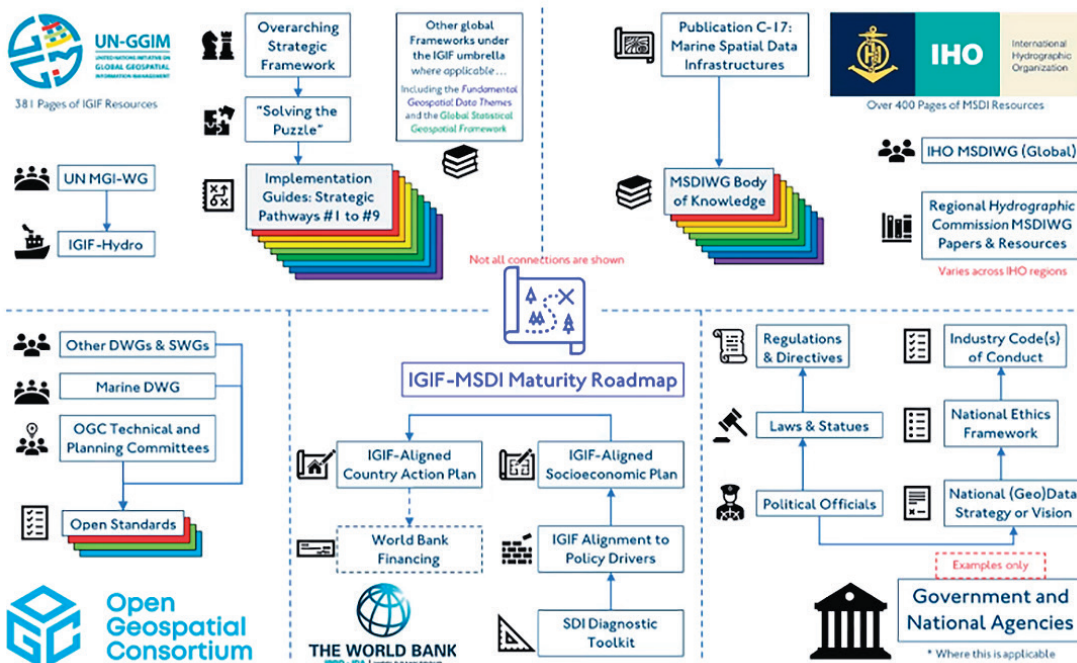 UN-GGIM
UNITED NATIONS INITIATIVE ON
GLOBAL GEOSPATIAL
INFORMATION MANAGEMENT
381 Pages of IGIF Resources
UN MGI-WG
IGIF-Hydro
Overarching
Strategic
Framework
"Solving the
Puzzle"
Implementation
Guides: Strategic
Pathways #1 to #9
Other global
Frameworks under
the IGIF umbrella
where applicable ...
Including the Fundamental
Geospatial Data Themes
and the Global Statistical
Geospatial Framework
Publication C-17:
Marine Spatial Data
Infrastructures
MSDIWG Body
of Knowledge
IHO
International
Hydrographic
Organization
Over 400 Pages of MSDI Resources
IHO MSDIWG (Global)
Regional Hydrographic
Commission MSDIWG
Papers & Resources
Varies across IHO regions
Not all connections are shown
IGIF-MSDI Maturity Roadmap
Other DWGs & SWGs
Marine DWG
OGC Technical and
Planning Committees
Open Standards
OGC
Open
Geospatial
Consortium
IGIF-Aligned
Country Action Plan
World Bank
Financing
IGIF-Aligned
Socioeconomic Plan
IGIF Alignment to
Policy Drivers
SDI Diagnostic
Toolkit
THE WORLD BANK
Regulations
& Directives
Laws & Statues
Political Officials
Industry Code(s)
of Conduct
National Ethics
Framework
National (Geo)Data
Strategy or Vision
Examples only
Government and
National Agencies
* Where this is applicable